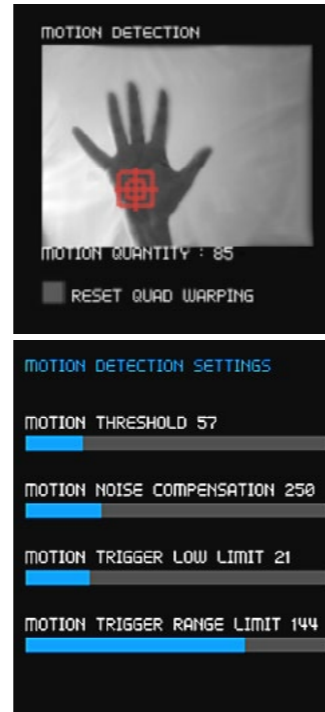 MOTION DETECTION
MOTION QUANTITY : 85
RESET QUAD WARPING
MOTION DETECTION SETTINGS
MOTION THRESHOLD 57
MOTION NOISE COMPENSATION 250
MOTION TRIGGER LOW LIMIT 21
MOTION TRIGGER RANGE LIMIT 144